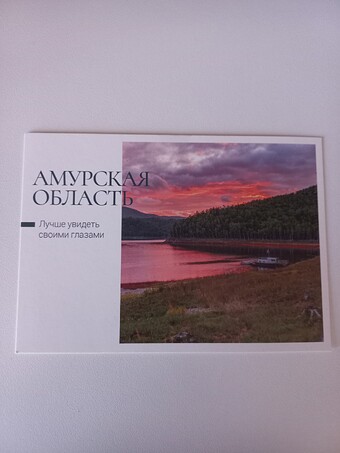 АМУРСКАЯ
ОБЛАСТЬ
Лучше увидеть
своими глазами